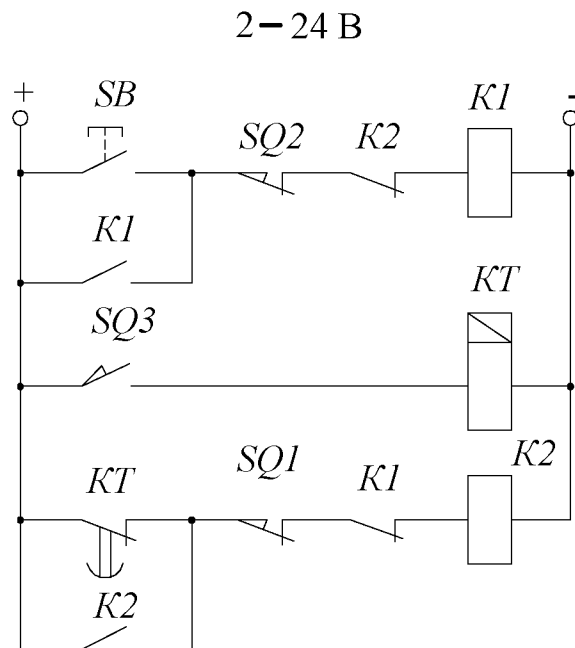 2–24 В
+ -
SB
SQ2 K2 K1
K1
KT
SQ3
SQ1 K2
KT K1
K2